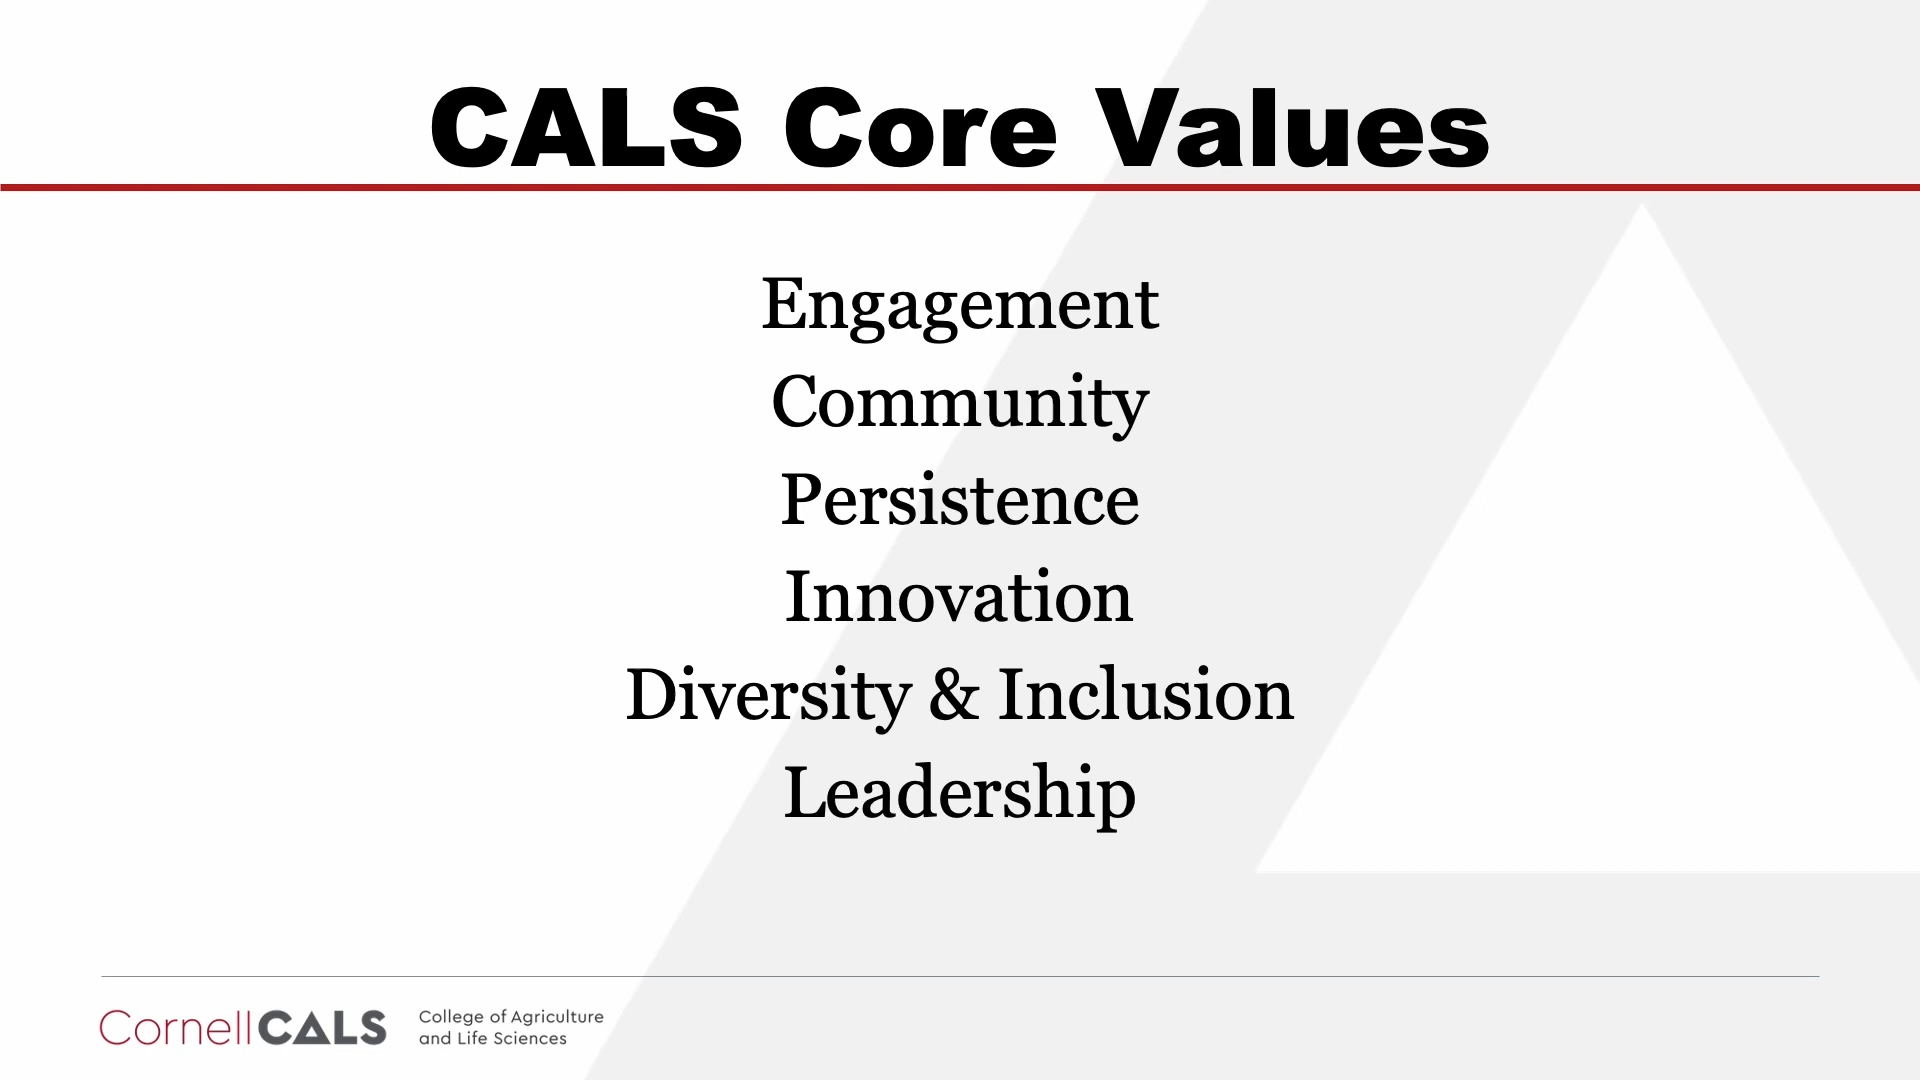 CALS Core Values
Engagement
Community
Persistence
Innovation
Diversity & Inclusion
Leadership
CornellCALS
College of Agriculture
and Life Sciences